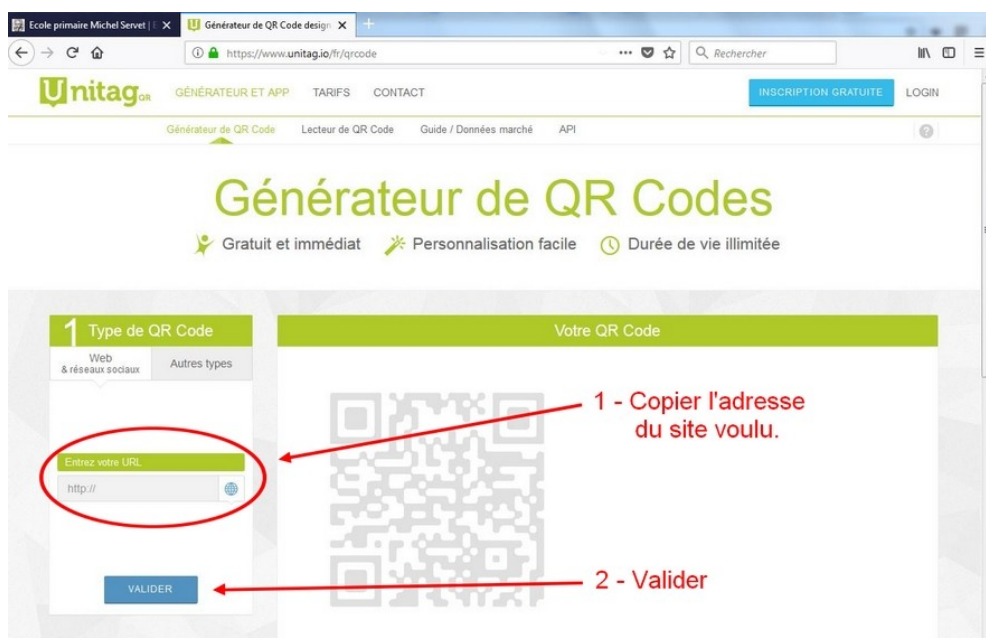 Ecole primaire Michel Servet |
Générateur de QR Code design
https://www.unitag.io/fr/qrcode
Rechercher
Unitag QR
GÉNÉRATEUR ET APP
TARIFS
CONTACT
INSCRIPTION GRATUITE
LOGIN
Générateur de QR Code
Lecteur de QR Code
Guide / Données marché
API
?
Générateur de QR Codes
Gratuit et immédiat
Personnalisation facile
Durée de vie illimitée
1 Type de QR Code
Votre QR Code
Web
& réseaux sociaux
Autres types
1 - Copier l'adresse
du site voulu.
Entrez votre URL
http://
VALIDER
2 - Valider